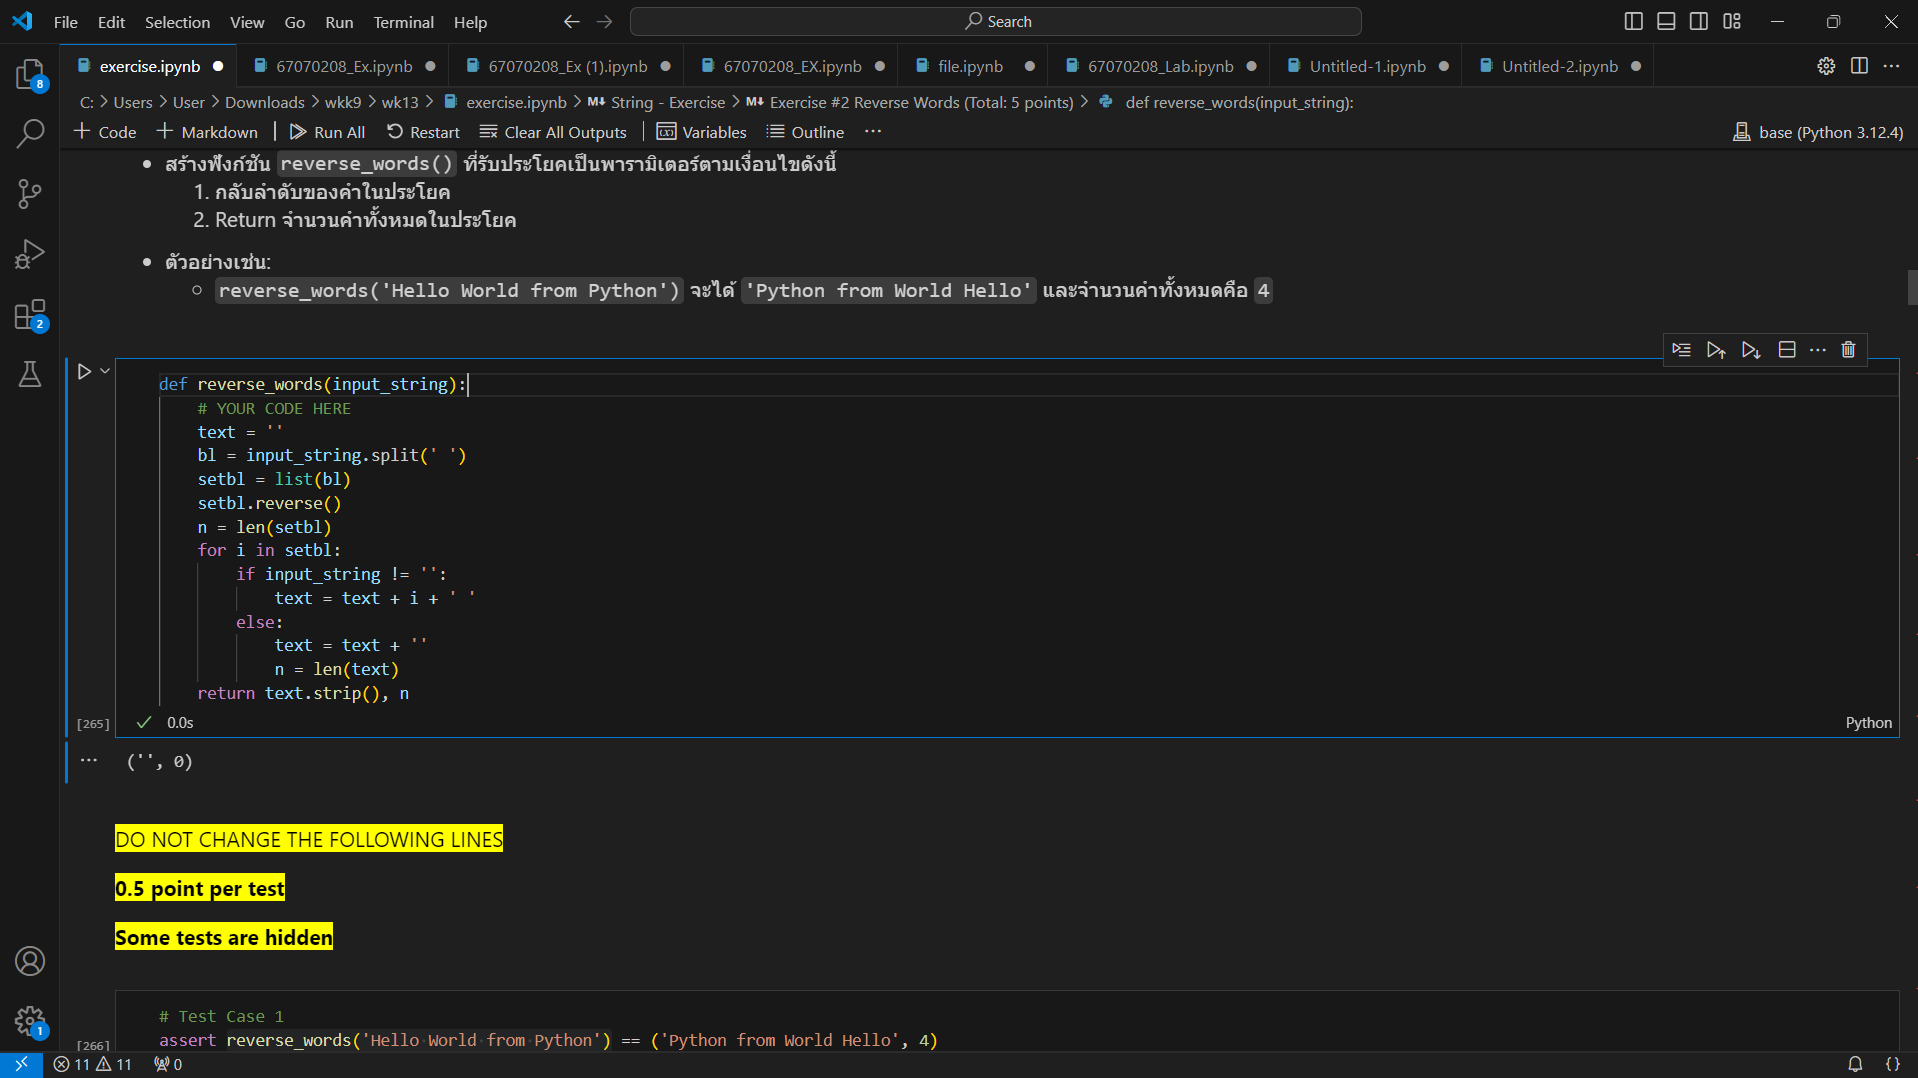 File Edit Selection View Go Run Terminal Help Search
exercise.ipynb 67070208_Ex.ipynb 67070208_Ex (1).ipynb 67070208_EX.ipynb file.ipynb 67070208_Lab.ipynb Untitled-1.ipynb Untitled-2.ipynb
C: > Users > User > Downloads > wkk9 > wk13 > exercise.ipynb > M↓ String - Exercise > M↓ Exercise #2 Reverse Words (Total: 5 points) > def reverse_words(input_string):
+ Code + Markdown | Run All Restart Clear All Outputs | Variables Outline ··· base (Python 3.12.4)
• สร้างฟังก์ชัน reverse_words() ที่รับประโยคเป็นพารามิเตอร์ตามเงื่อนไขดังนี้
1. กลับลำดับของคำในประโยค
2. Return จำนวนคำทั้งหมดในประโยค
• ตัวอย่างเช่น:
○ reverse_words('Hello World from Python') จะได้ 'Python from World Hello' และจำนวนคำทั้งหมดคือ 4
def reverse_words(input_string):
# YOUR CODE HERE
text = ''
bl = input_string.split(' ')
setbl = list(bl)
setbl.reverse()
n = len(setbl)
for i in setbl:
if input_string != '':
text = text + i + ' '
else:
text = text + ''
n = len(text)
return text.strip(), n
[265] 0.0s Python
··· ('', 0)
DO NOT CHANGE THE FOLLOWING LINES
0.5 point per test
Some tests are hidden
# Test Case 1
assert reverse_words('Hello·World·from·Python') == ('Python from World Hello', 4)
[266]
11 11 0 {}
8
2
1